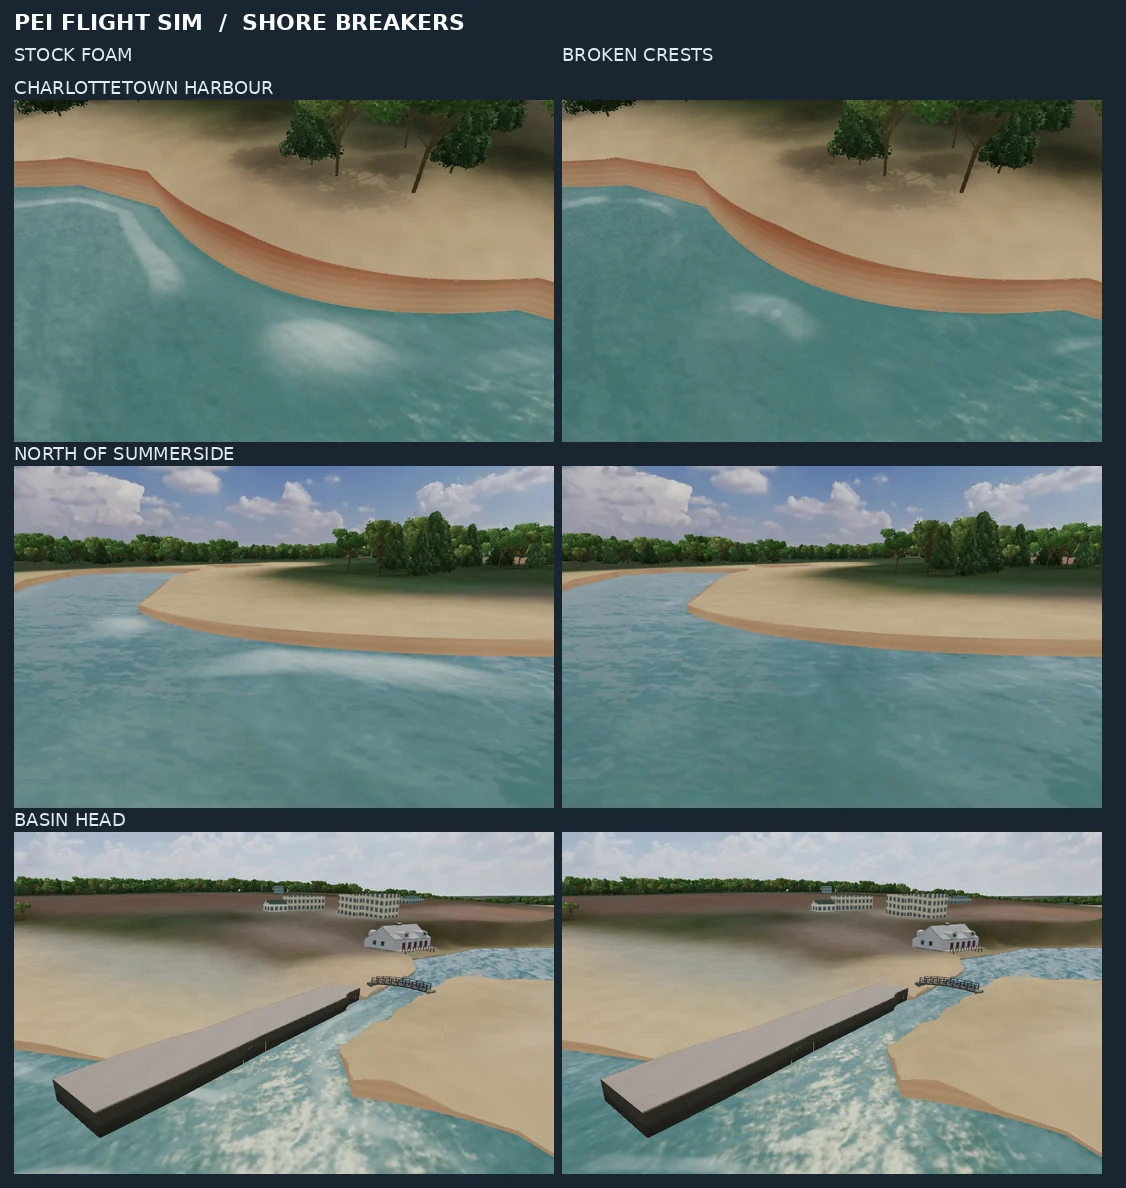 PEI FLIGHT SIM / SHORE BREAKERS
STOCK FOAM
BROKEN CRESTS
CHARLOTTETOWN HARBOUR
NORTH OF SUMMERSIDE
BASIN HEAD